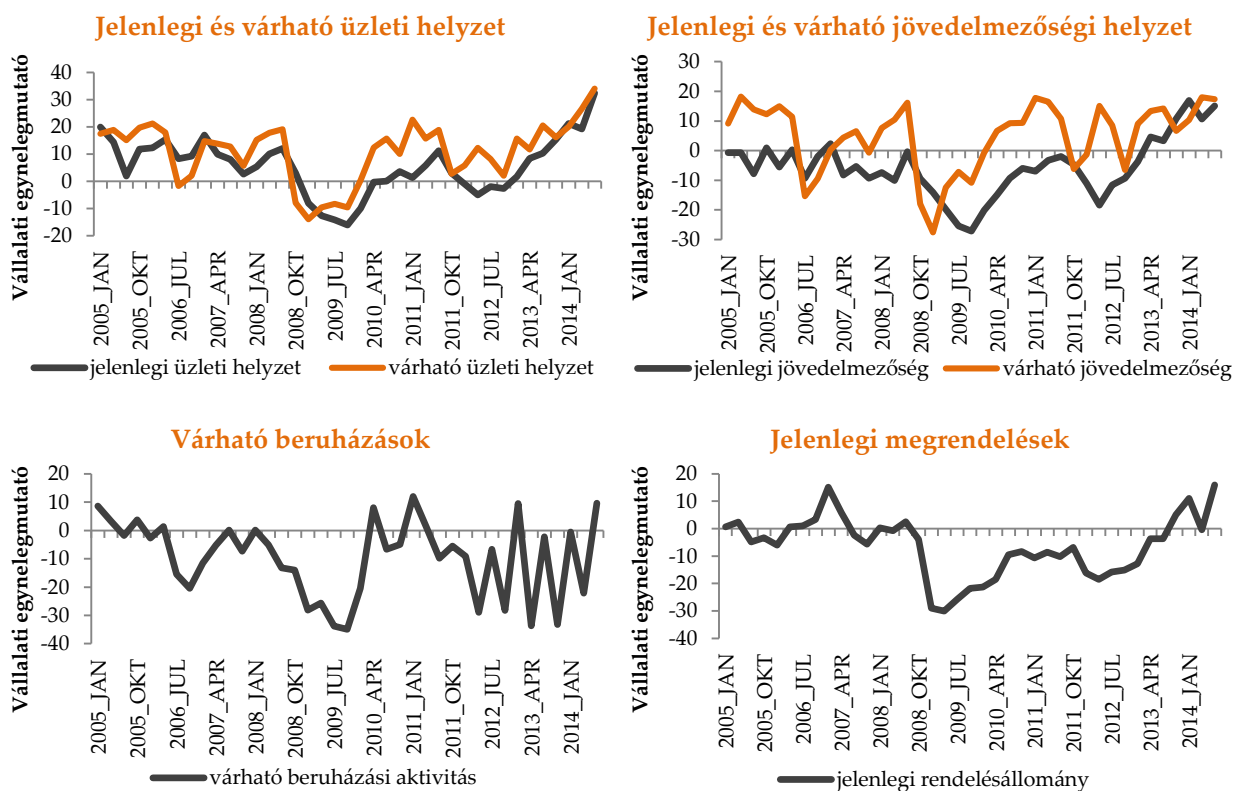 Jelenlegi és várható üzleti helyzet
Vállalati egynelegmutató
40
30
20
10
0
-10
-20
2005_JAN
2005_OKT
2006_JUL
2007_APR
2008_JAN
2008_OKT
2009_JUL
2010_APR
2011_JAN
2011_OKT
2012_JUL
2013_APR
2014_JAN
jelenlegi üzleti helyzet
várható üzleti helyzet
Jelenlegi és várható jövedelmezőségi helyzet
Vállalati egynelegmutató
30
20
10
0
-10
-20
-30
2005_JAN
2005_OKT
2006_JUL
2007_APR
2008_JAN
2008_OKT
2009_JUL
2010_APR
2011_JAN
2011_OKT
2012_JUL
2013_APR
2014_JAN
jelenlegi jövedelmezőség
várható jövedelmezőség
Várható beruházások
Vállalati egynelegmutató
20
10
0
-10
-20
-30
-40
2005_JAN
2005_OKT
2006_JUL
2007_APR
2008_JAN
2008_OKT
2009_JUL
2010_APR
2011_JAN
2011_OKT
2012_JUL
2013_APR
2014_JAN
várható beruházási aktivitás
Jelenlegi megrendelések
Vállalati egynelegmutató
20
10
0
-10
-20
-30
-40
2005_JAN
2005_OKT
2006_JUL
2007_APR
2008_JAN
2008_OKT
2009_JUL
2010_APR
2011_JAN
2011_OKT
2012_JUL
2013_APR
2014_JAN
jelenlegi rendelésállomány